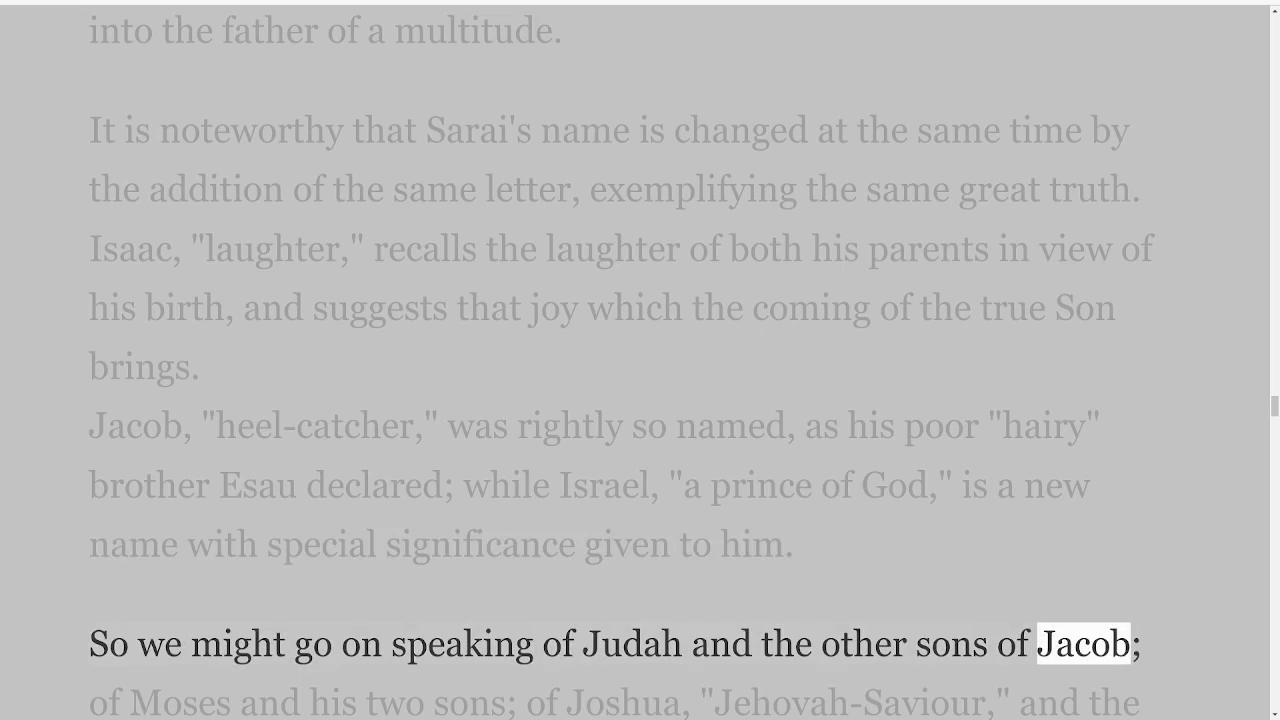 into the father of a multitude.
It is noteworthy that Sarai's name is changed at the same time by
the addition of the same letter, exemplifying the same great truth.
Isaac, "laughter," recalls the laughter of both his parents in view of
his birth, and suggests that joy which the coming of the true Son
brings.
Jacob, "heel-catcher," was rightly so named, as his poor "hairy"
brother Esau declared; while Israel, "a prince of God," is a new
name with special significance given to him.
So we might go on speaking of Judah and the other sons of Jacob;
of Moses and his two sons; of Joshua, "Jehovah-Saviour," and the